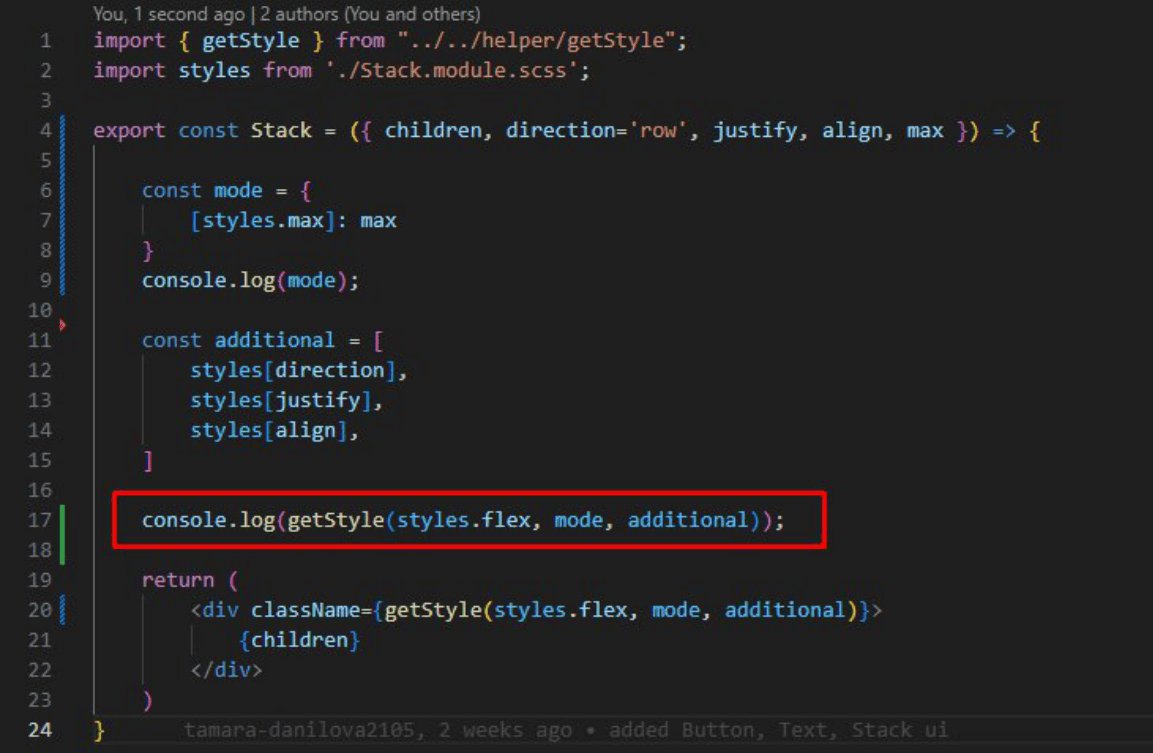 You, 1 second ago | 2 authors (You and others)
1 import { getStyle } from "../../helper/getStyle";
2 import styles from './Stack.module.scss';
3
4 export const Stack = ({ children, direction='row', justify, align, max }) => {
5
6     const mode = {
7         [styles.max]: max
8     }
9     console.log(mode);
10
11     const additional = [
12         styles[direction],
13         styles[justify],
14         styles[align],
15     ]
16
17     console.log(getStyle(styles.flex, mode, additional));
18
19     return (
20         <div className={getStyle(styles.flex, mode, additional)}>
21             {children}
22         </div>
23     )
24 }     tamara-danilova2105, 2 weeks ago • added Button, Text, Stack ui